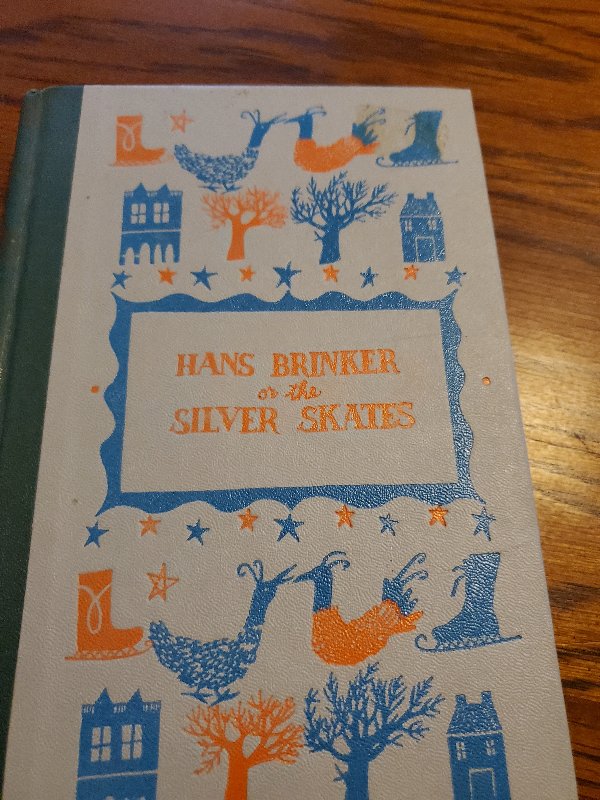 HANS BRINKER
or the
SILVER SKATES